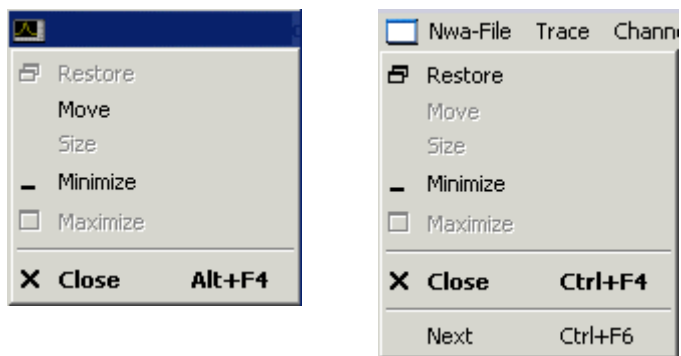 Restore
Move
Size
Minimize
Maximize
Close Alt+F4
Nwa-File Trace Chann
Restore
Move
Size
Minimize
Maximize
Close Ctrl+F4
Next Ctrl+F6